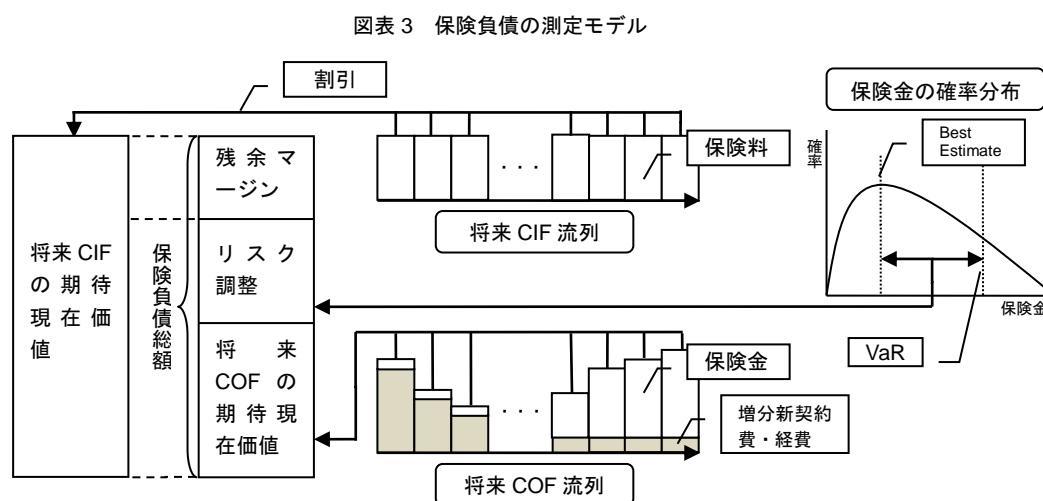 図表 3 保険負債の測定モデル
割引
保険金の確率分布
残余マ
ージン
保険料
. . .
将来 CIF 流列
確率
Best
Estimate
将来 CIF
の期待
現在価
値
保険負債総額
リスク
調整
保険金
VaR
将来
COF の
期待現
在価値
保険金
. . .
増分新契約
費・経費
将来 COF 流列